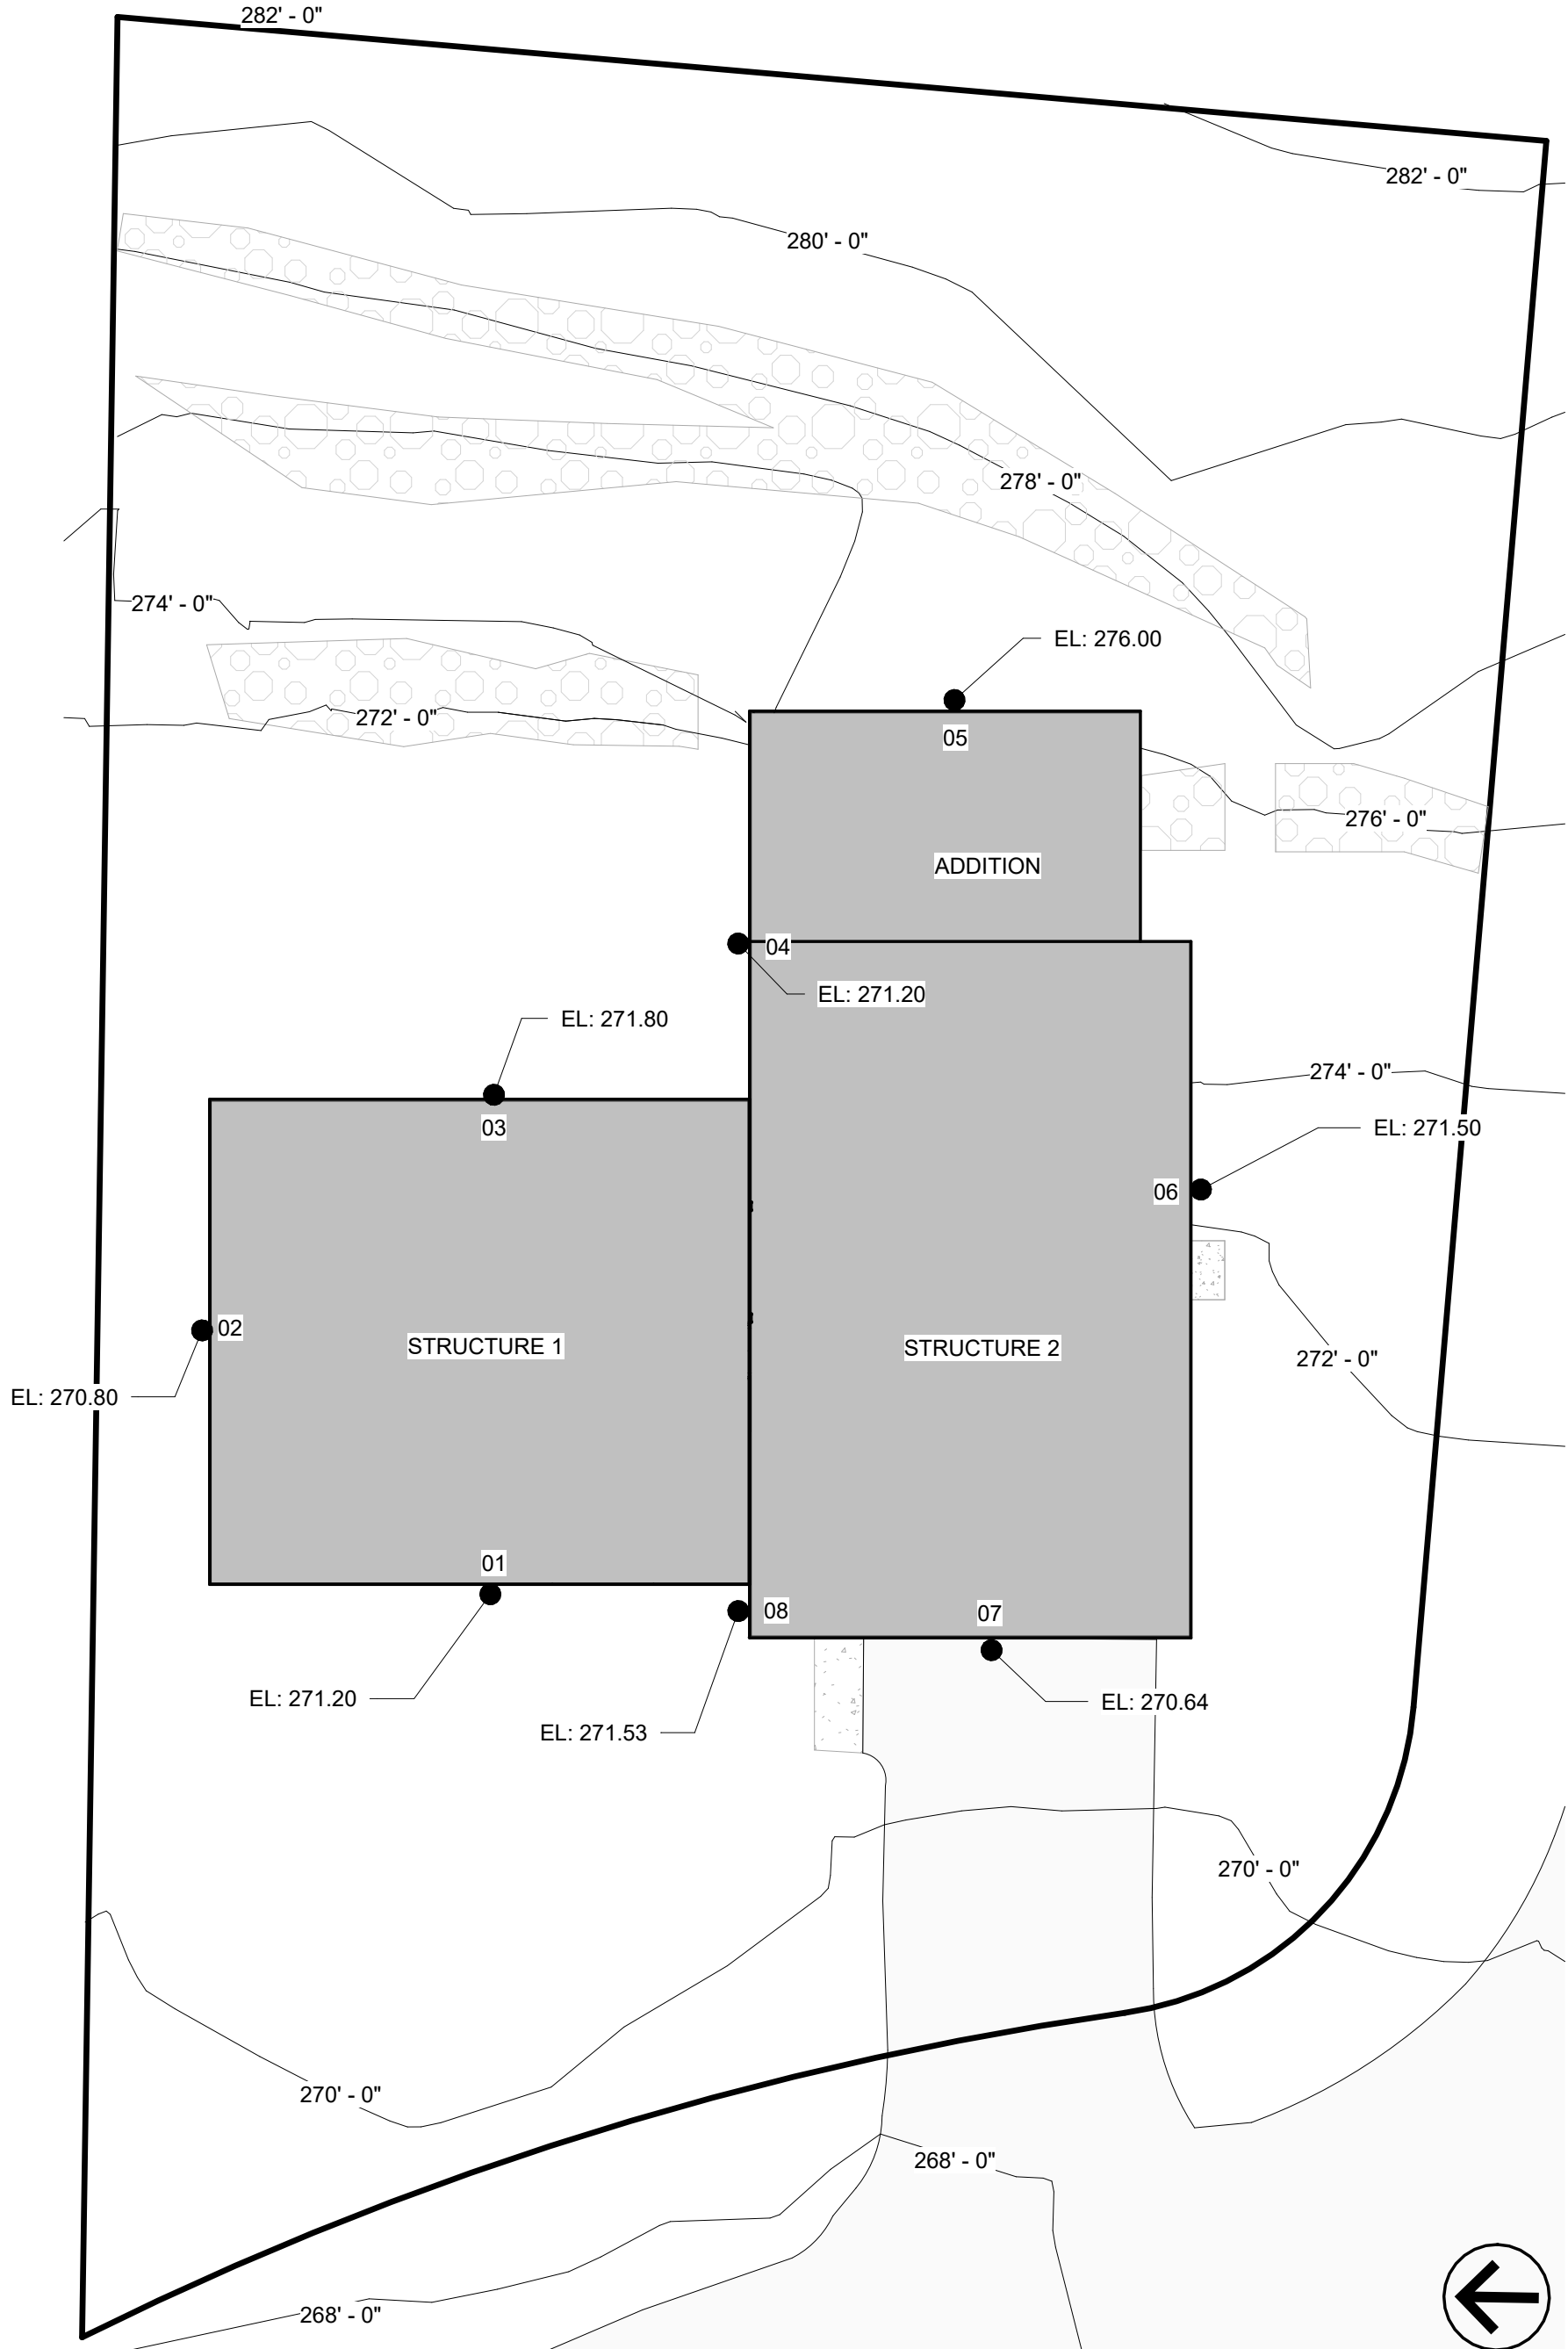 282' - 0"
282' - 0"
280' - 0"
278' - 0"
274' - 0"
EL: 276.00
272' - 0"
05
276' - 0"
ADDITION
04
EL: 271.20
EL: 271.80
274' - 0"
03
EL: 271.50
06
02
STRUCTURE 1
STRUCTURE 2
272' - 0"
EL: 270.80
01
08
07
EL: 271.20
EL: 270.64
EL: 271.53
270' - 0"
270' - 0"
268' - 0"
268' - 0"